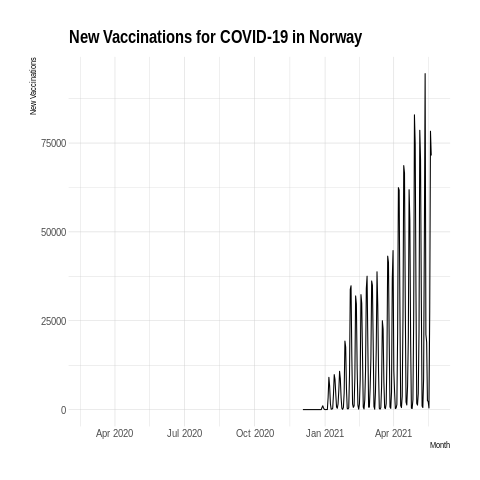 New Vaccinations for COVID-19 in Norway
New Vaccinations
75000
50000
25000
0
Apr 2020 Jul 2020 Oct 2020 Jan 2021 Apr 2021
Month